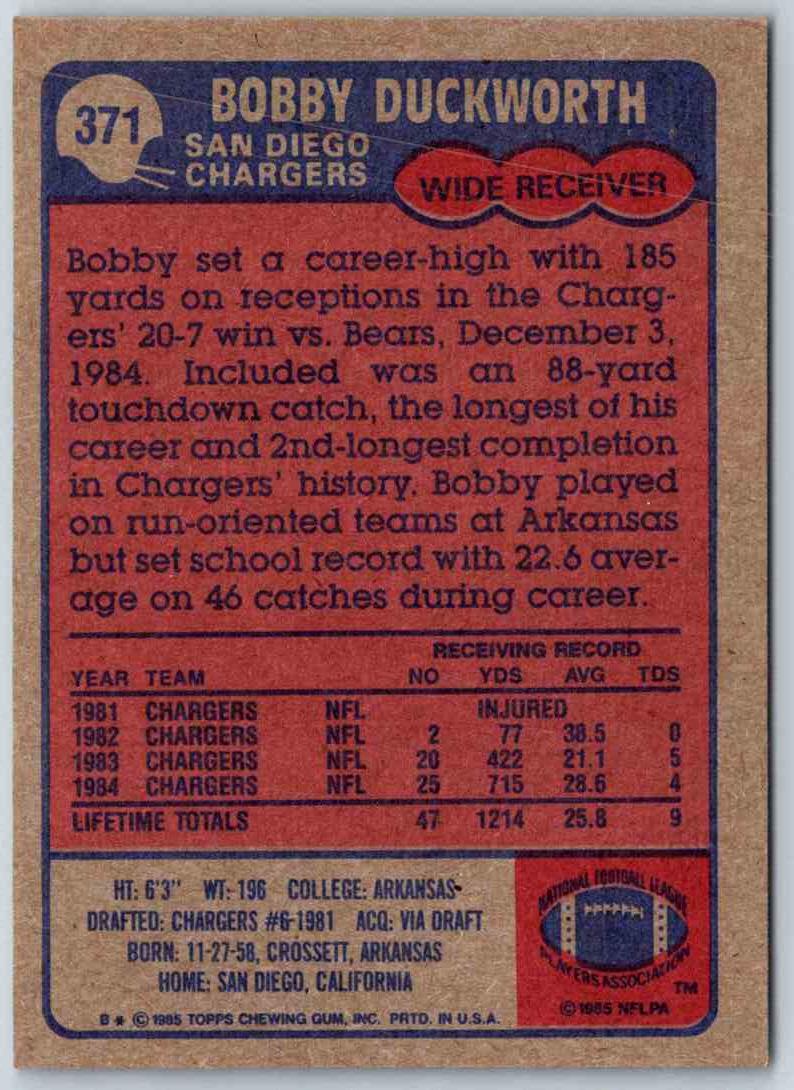 371
BOBBY DUCKWORTH
SAN DIEGO
CHARGERS
WIDE RECEIVER
Bobby set a career-high with 185
yards on receptions in the Charg-
ers' 20-7 win vs. Bears, December 3,
1984. Included was an 88-yard
touchdown catch, the longest of his
career and 2nd-longest completion
in Chargers' history. Bobby played
on run-oriented teams at Arkansas
but set school record with 22.6 aver-
age on 46 catches during career.
RECEIVING RECORD
YEAR TEAM NO YDS AVG TDS
1981 CHARGERS NFL INJURED
1982 CHARGERS NFL 2 77 38.5 0
1983 CHARGERS NFL 20 422 21.1 5
1984 CHARGERS NFL 25 715 28.6 4
LIFETIME TOTALS 47 1214 25.8 9
HT: 6'3" WT: 196 COLLEGE: ARKANSAS
DRAFTED: CHARGERS #6-1981 ACQ: VIA DRAFT
BORN: 11-27-58, CROSSETT, ARKANSAS
HOME: SAN DIEGO, CALIFORNIA
B * © 1985 TOPPS CHEWING GUM, INC. PRTD. IN U.S.A.
NATIONAL FOOTBALL LEAGUE
PLAYERS ASSOCIATION
TM
© 1985 NFLPA